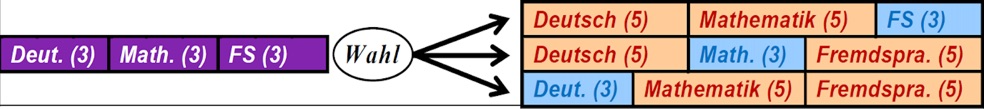 Deutsch (5) Mathematik (5) FS (3)
Deut. (3) Math. (3) FS (3) Wahl Deutsch (5) Math. (3) Fremdspra. (5)
Deut. (3) Mathematik (5) Fremdspra. (5)